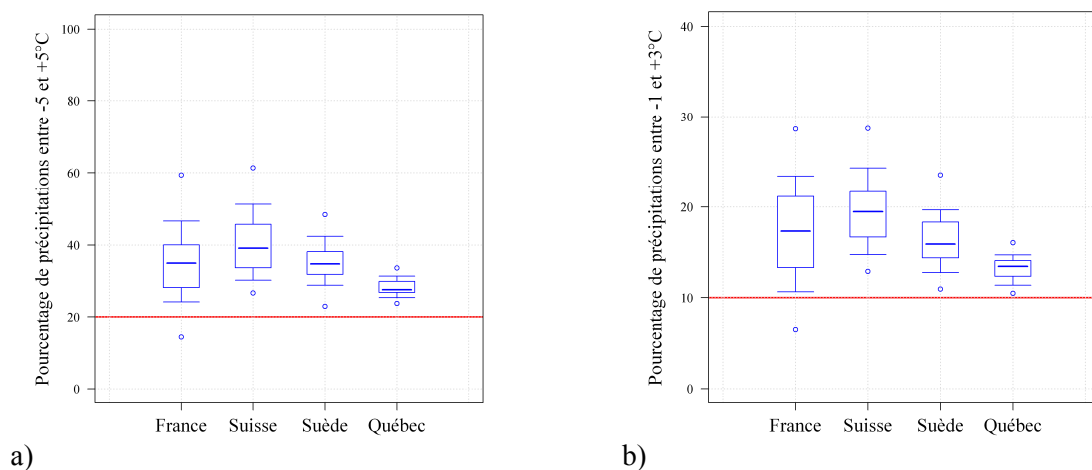 Pourcentage de précipitations entre -5 et +5°C
100
80
60
40
20
0
France Suisse Suède Québec
a)
Pourcentage de précipitations entre -1 et +3°C
40
30
20
10
0
France Suisse Suède Québec
b)